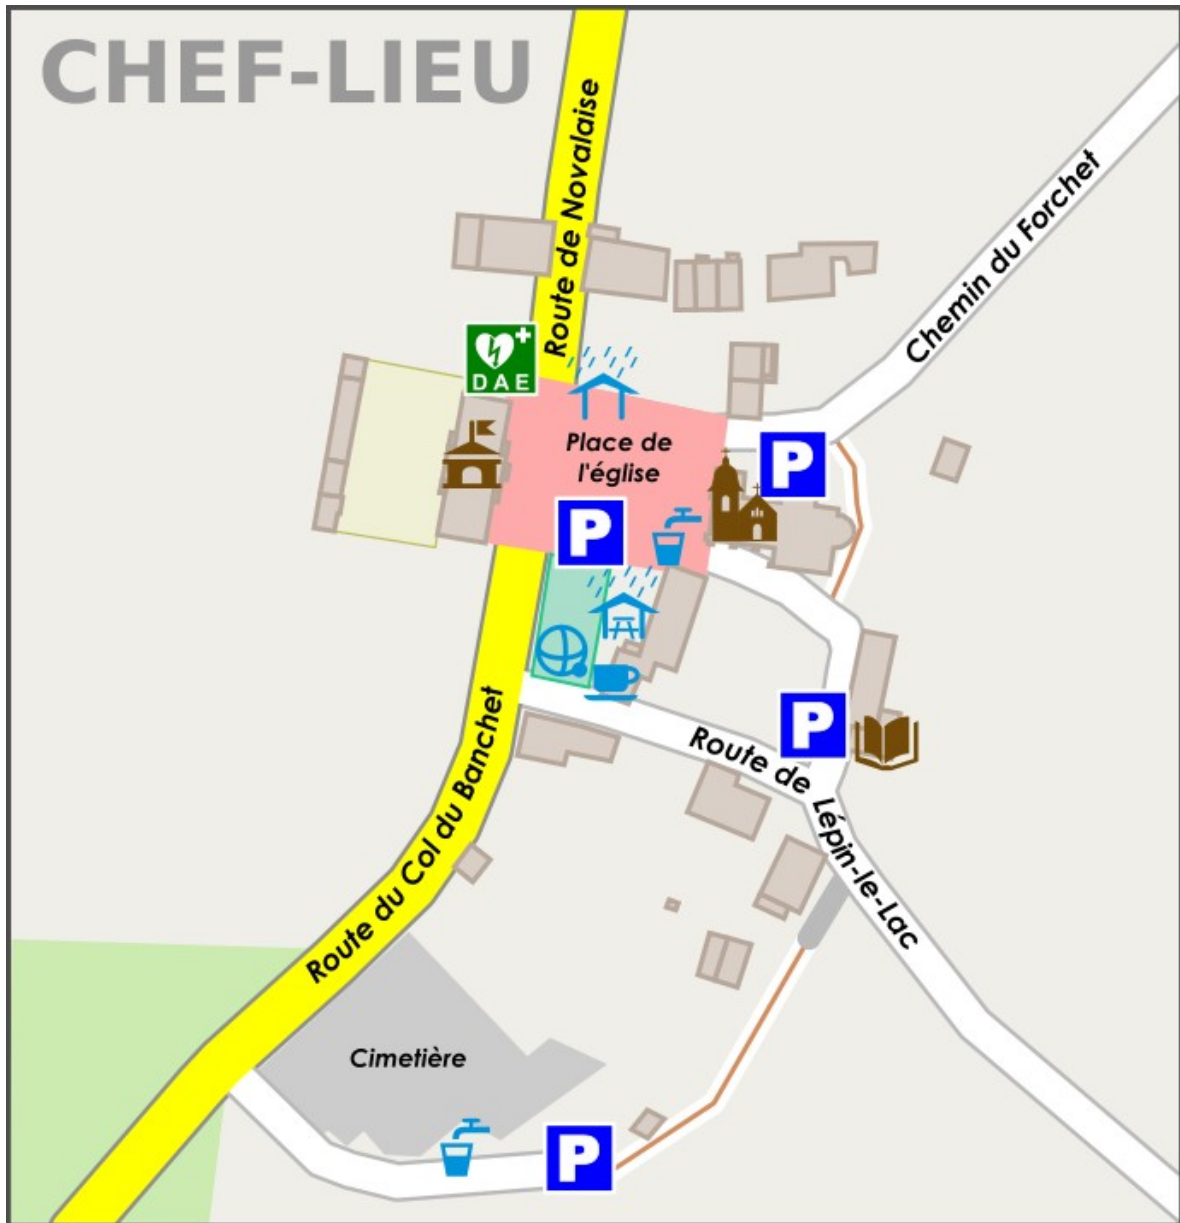 CHEF-LIEU
Route de Novalaise
Chemin du Forchet
DAE
Place de
l'église
P
P
P
Route du Col du Banchet
Route de Lépin-le-Lac
Cimetière
P